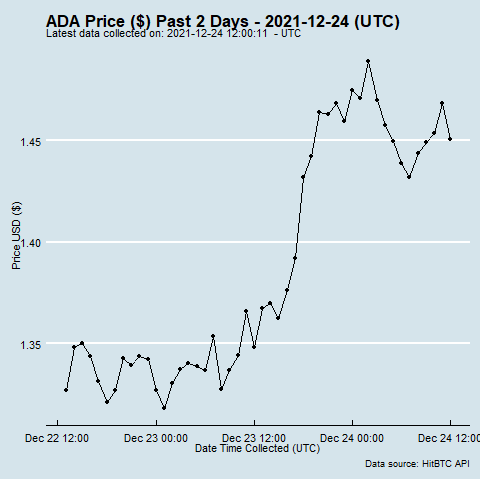 ADA Price ($) Past 2 Days - 2021-12-24 (UTC)
Latest data collected on: 2021-12-24 12:00:11 - UTC
1.45
1.40
1.35
Price USD ($)
Dec 22 12:00 Dec 23 00:00 Dec 23 12:00 Dec 24 00:00 Dec 24 12:00
Date Time Collected (UTC)
Data source: HitBTC API